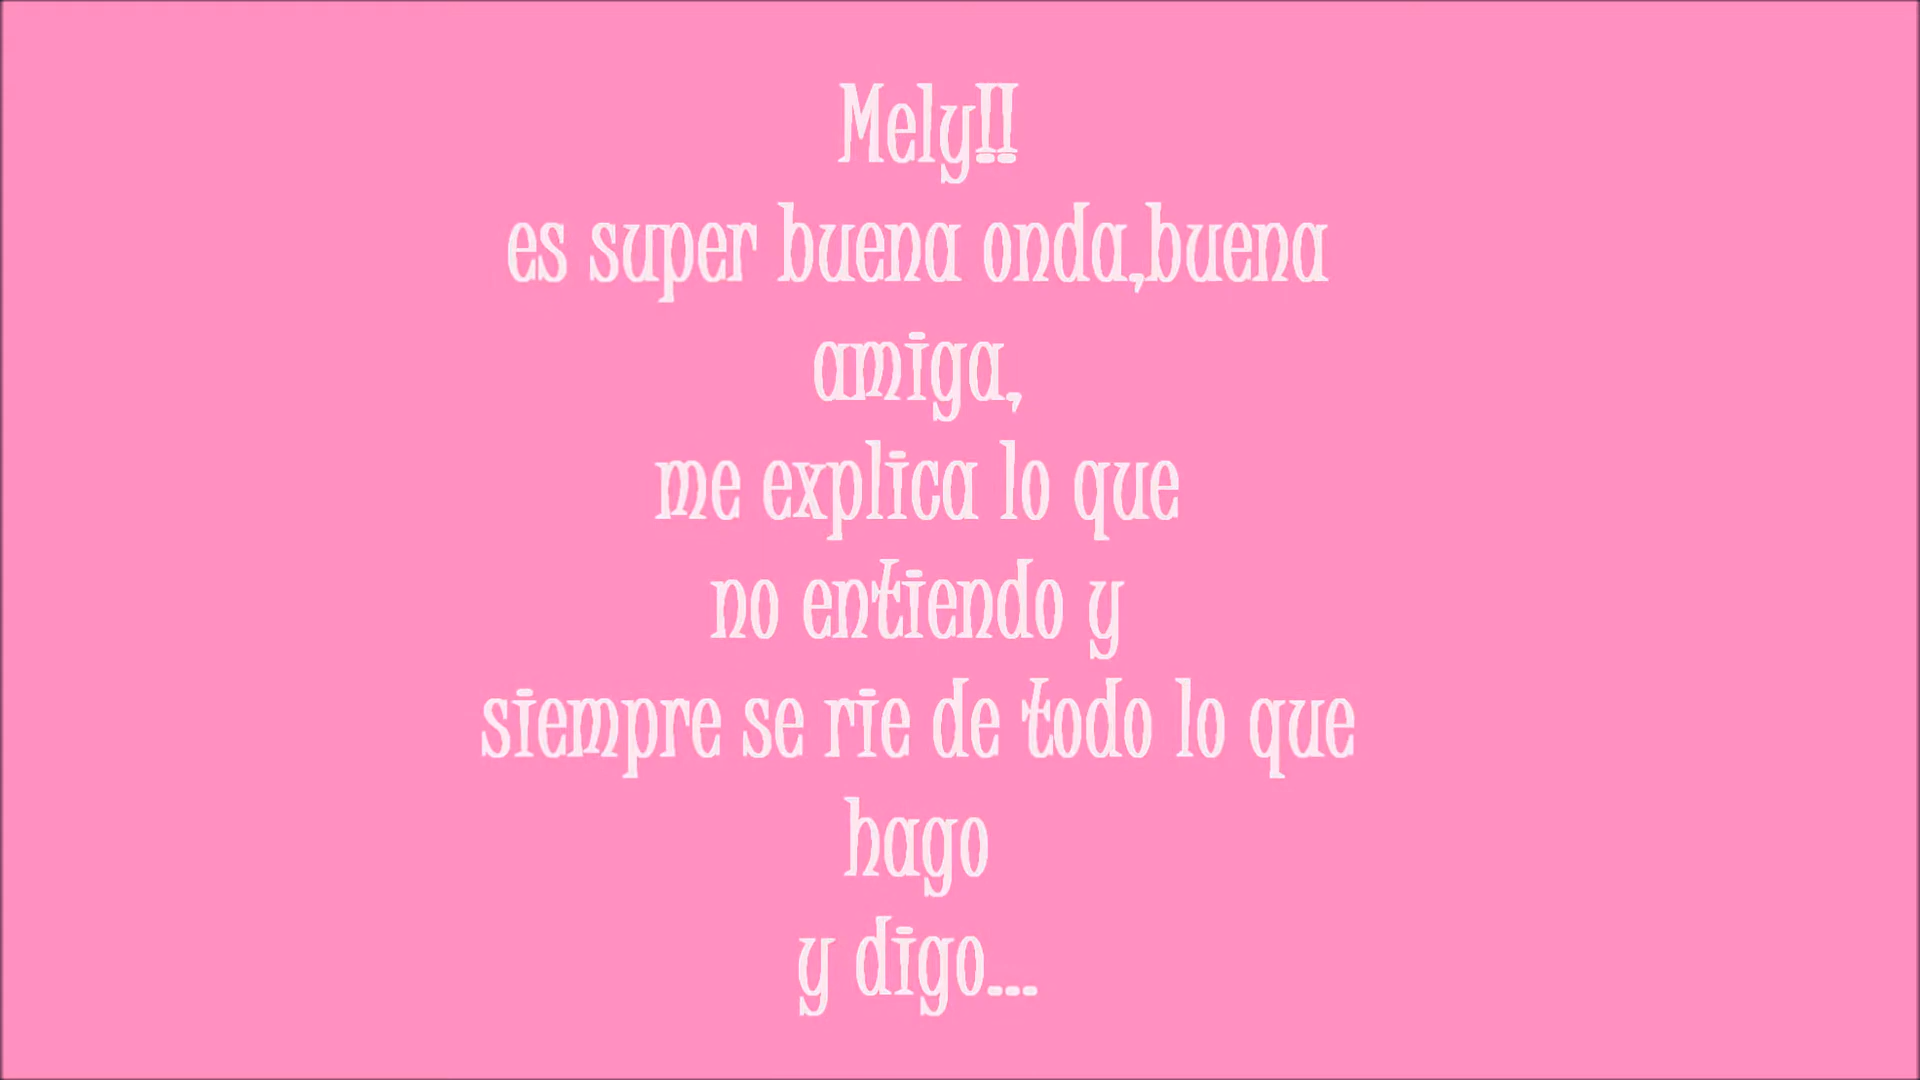 Mely!!
es super buena onda,buena
amiga,
me explica lo que
no entiendo y
siempre se rie de todo lo que
hago
y digo...